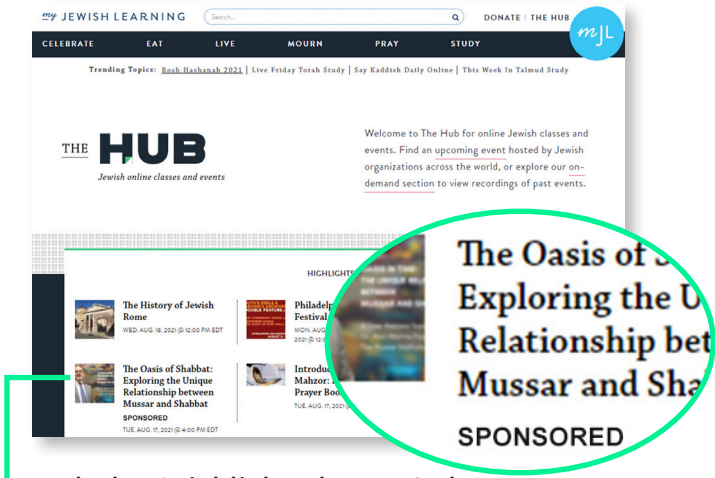 my JEWISH LEARNING
Search...
DONATE | THE HUB
mJL
CELEBRATE EAT LIVE MOURN PRAY STUDY
Trending Topics: Rosh Hashanah 2021 | Live Friday Torah Study | Say Kaddish Daily Online | This Week In Talmud Study
THE HUB
Jewish online classes and events
Welcome to The Hub for online Jewish classes and
events. Find an upcoming event hosted by Jewish
organizations across the world, or explore our on-
demand section to view recordings of past events.
HIGHLIGHTS
The History of Jewish
Rome
WED. AUG. 18, 2021 @ 12:00 PM EDT
Festival
MON. AUG.
The Oasis of Shabbat:
Exploring the Unique
Relationship between
Mussar and Shabbat
SPONSORED
TUE. AUG. 17, 2021 @ 4:00 PM EDT
Mahzor:
Prayer
TUE. AUG. 17, 2021
The Oasis of S
Exploring the U
Relationship bet
Mussar and Sha
SPONSORED